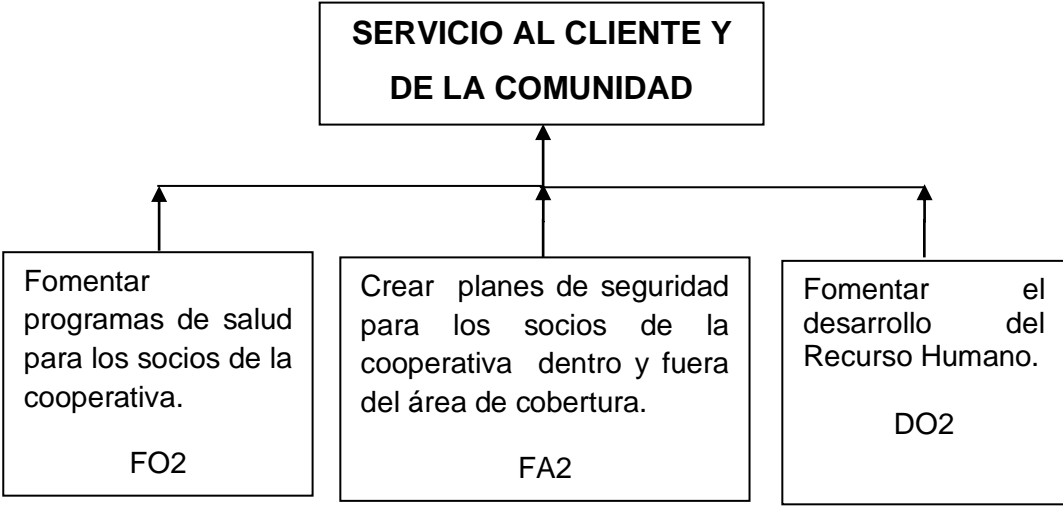 SERVICIO AL CLIENTE Y
DE LA COMUNIDAD
Fomentar
programas de salud
para los socios de la
cooperativa.
FO2
Crear planes de seguridad
para los socios de la
cooperativa dentro y fuera
del área de cobertura.
FA2
Fomentar el
desarrollo del
Recurso Humano.
DO2